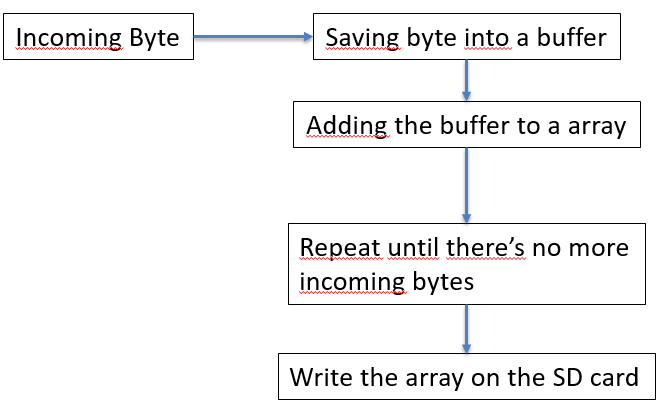 Incoming Byte
Saving byte into a buffer
Adding the buffer to a array
Repeat until there’s no more
incoming bytes
Write the array on the SD card